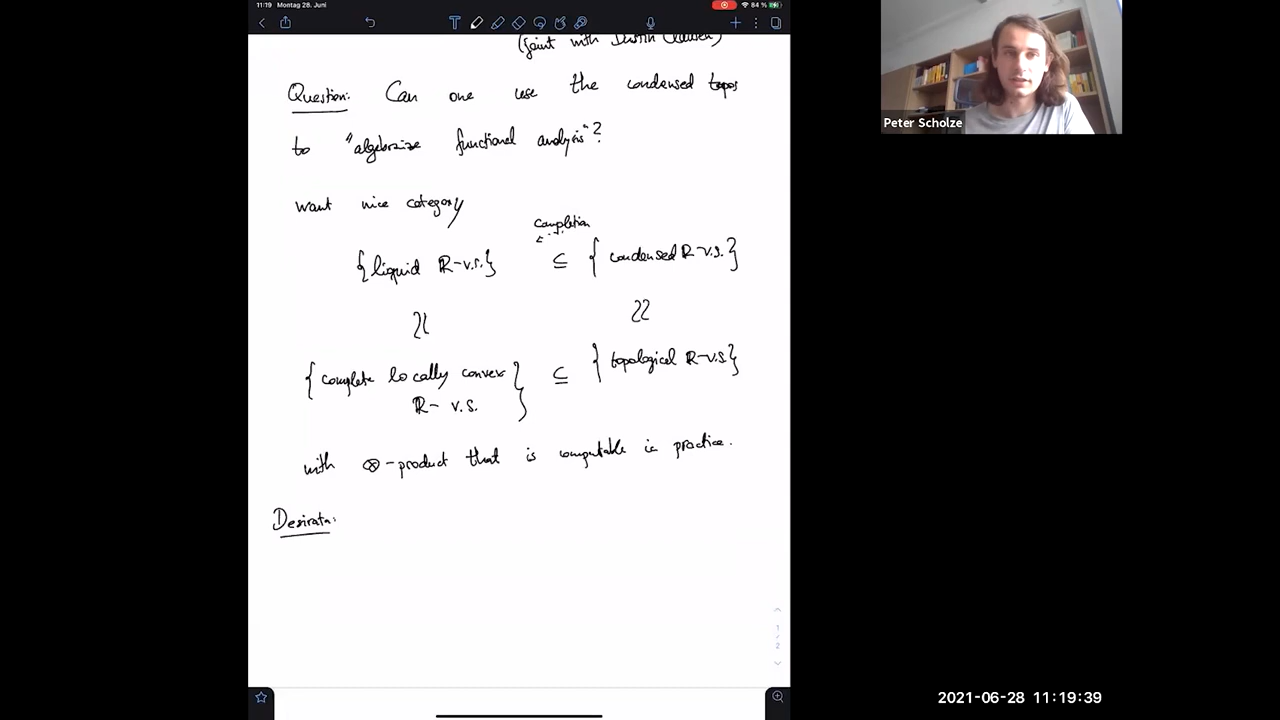 11:19 Montag 28. Juni
84 %
(joint with Dustin Clausen)
Question: Can one use the condensed topos
to "algebraize functional analysis"?
want nice category
completion
{liquid ℝ-v.s.} ⊆ {condensed ℝ-v.s.}
{complete locally convex ℝ-v.s.} ⊆ {topological ℝ-v.s}
with ⊗-product that is computable in practice.
Desirata:
1/2
Peter Scholze
2021-06-28 11:19:39